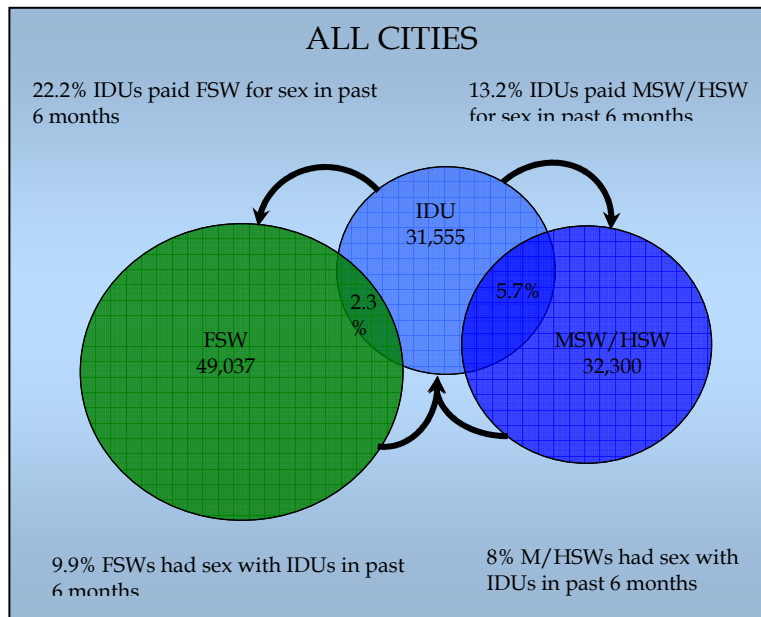 ALL CITIES
22.2% IDUs paid FSW for sex in past
6 months
13.2% IDUs paid MSW/HSW
for sex in past 6 months
IDU
31,555
5.7%
2.3
%
FSW
49,037
MSW/HSW
32,300
9.9% FSWs had sex with IDUs in past
6 months
8% M/HSWs had sex with
IDUs in past 6 months